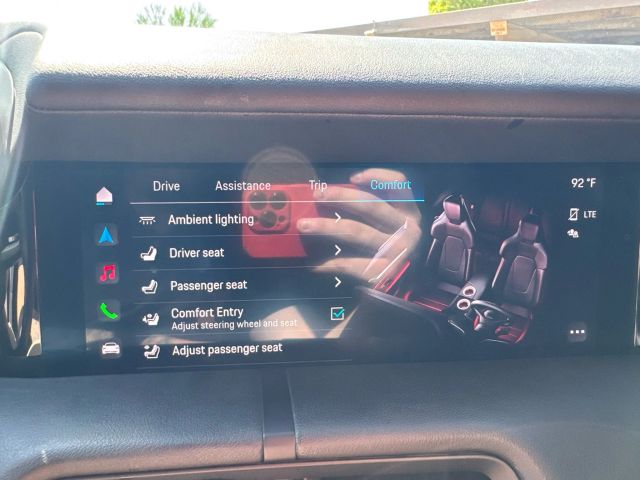 Drive Assistance Trip Comfort 92 °F
Ambient lighting
LTE
Driver seat
Passenger seat
Comfort Entry
Adjust steering wheel and seat
Adjust passenger seat